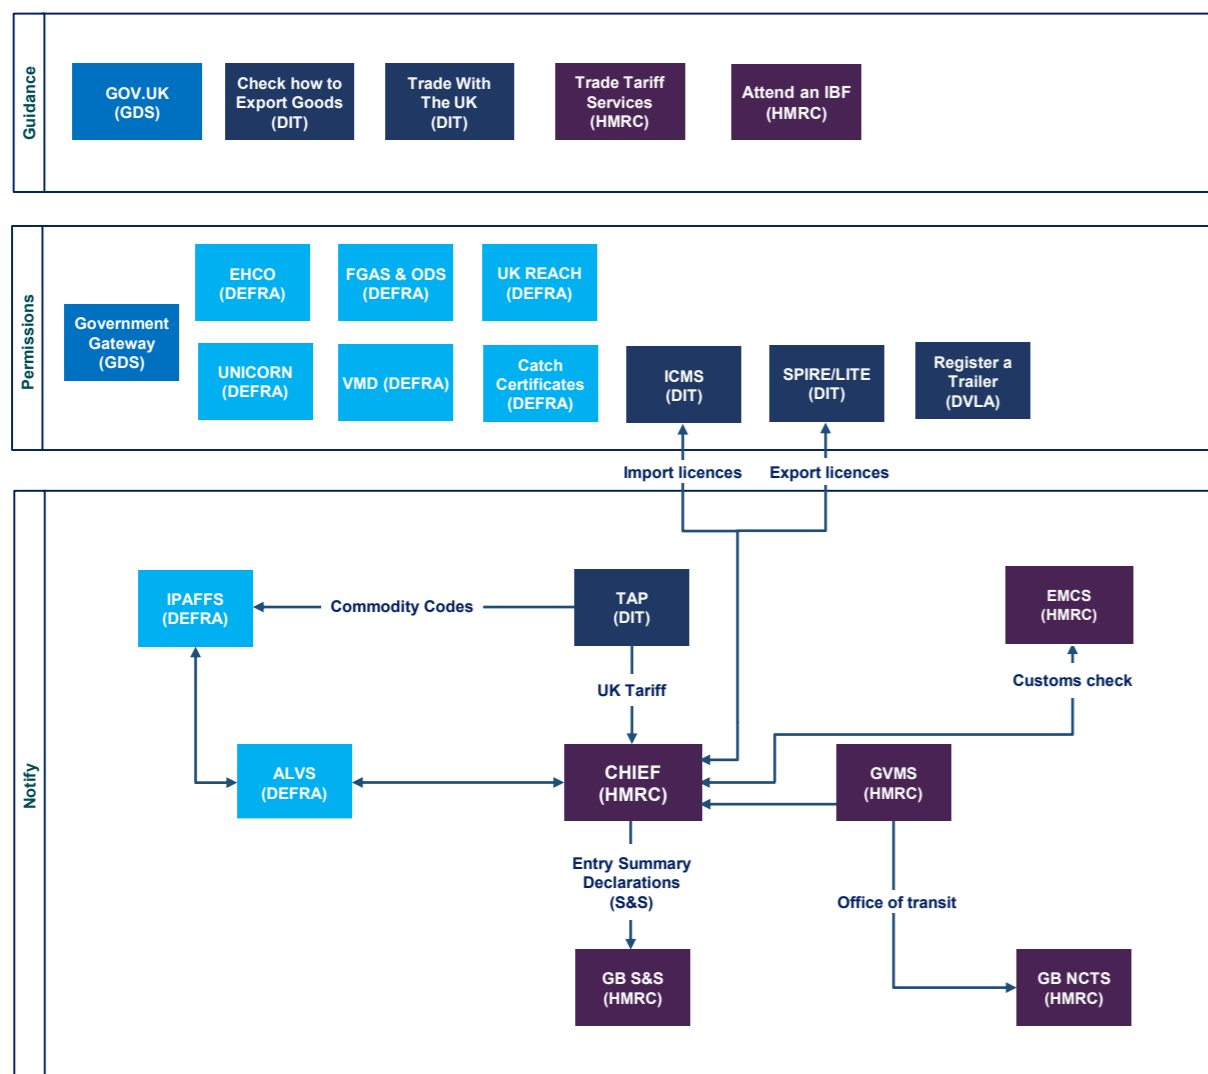 Guidance
GOV.UK
(GDS)
Check how to
Export Goods
(DIT)
Trade With
The UK
(DIT)
Trade Tariff
Services
(HMRC)
Attend an IBF
(HMRC)
Permissions
Government
Gateway
(GDS)
EHCO
(DEFRA)
FGAS & ODS
(DEFRA)
UK REACH
(DEFRA)
UNICORN
(DEFRA)
VMD (DEFRA)
Catch
Certificates
(DEFRA)
ICMS
(DIT)
SPIRE/LITE
(DIT)
Register a
Trailer
(DVLA)
Import licences
Export licences
Notify
IPAFFS
(DEFRA)
Commodity Codes
TAP
(DIT)
EMCS
(HMRC)
UK Tariff
Customs check
ALVS
(DEFRA)
CHIEF
(HMRC)
GVMS
(HMRC)
Entry Summary
Declarations
(S&S)
Office of transit
GB S&S
(HMRC)
GB NCTS
(HMRC)